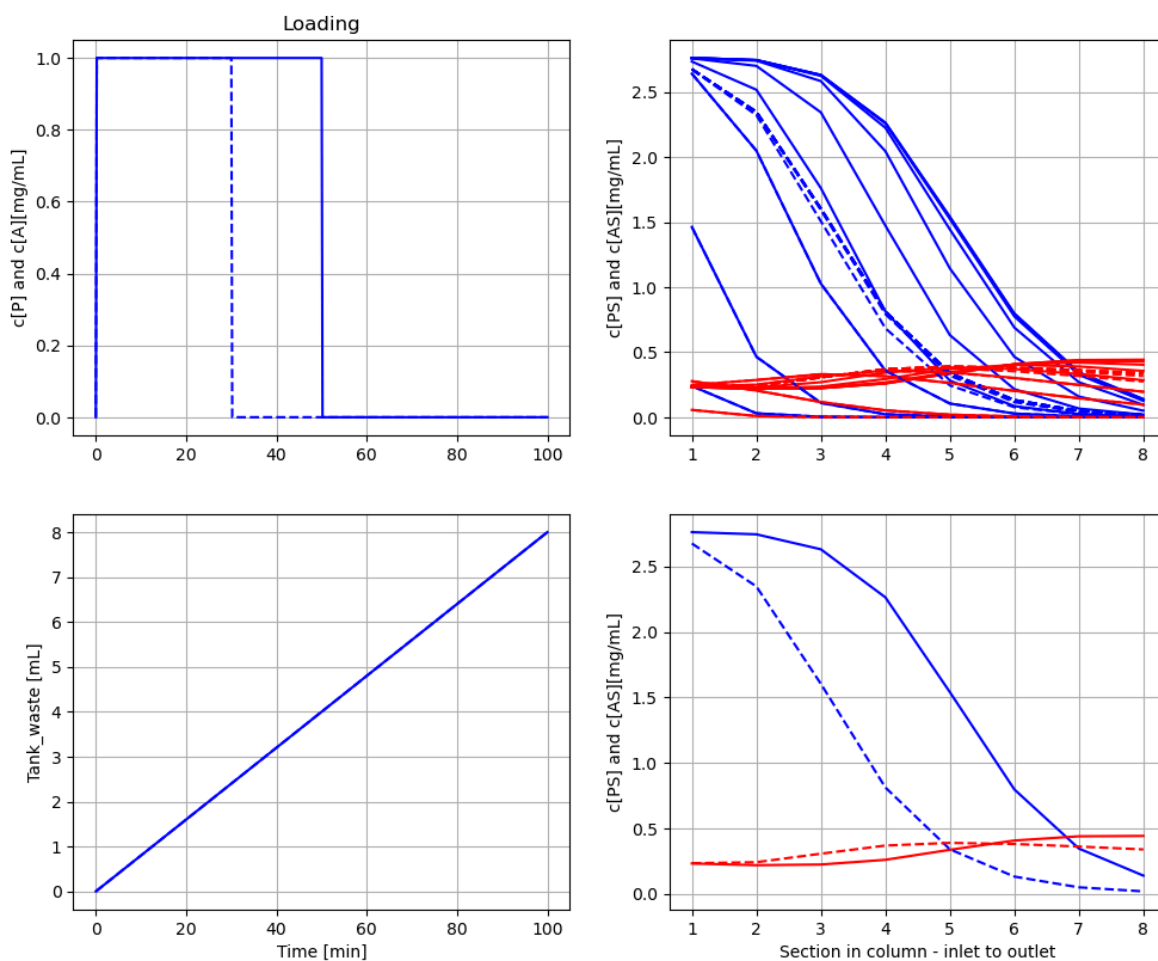 Loading
c[P] and c[A][mg/mL]
1.0
0.8
0.6
0.4
0.2
0.0
0 20 40 60 80 100
c[PS] and c[AS][mg/mL]
2.5
2.0
1.5
1.0
0.5
0.0
1 2 3 4 5 6 7 8
Tank_waste [mL]
8
7
6
5
4
3
2
1
0
0 20 40 60 80 100
Time [min]
c[PS] and c[AS][mg/mL]
2.5
2.0
1.5
1.0
0.5
0.0
1 2 3 4 5 6 7 8
Section in column - inlet to outlet